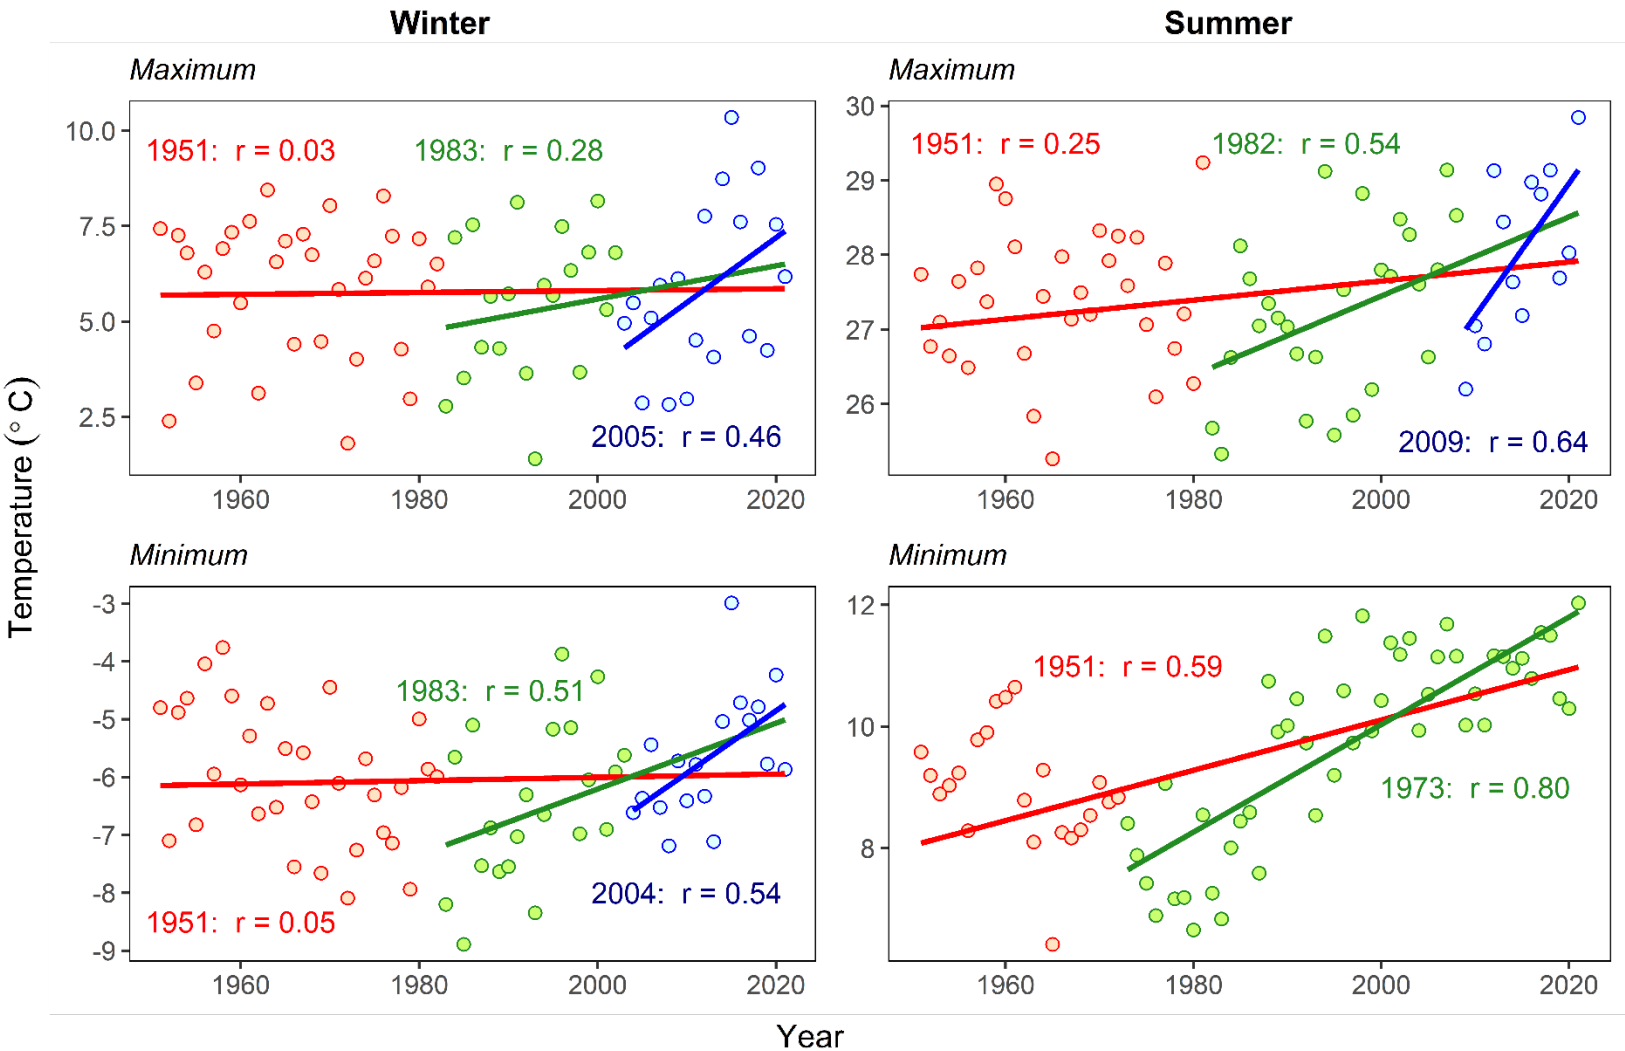 Winter
Summer
Maximum
Maximum
10.0
7.5
5.0
2.5
1951: r = 0.03
1983: r = 0.28
2005: r = 0.46
1960
1980
2000
2020
30
29
28
27
26
1951: r = 0.25
1982: r = 0.54
2009: r = 0.64
1960
1980
2000
2020
Temperature (° C)
Minimum
Minimum
-3
-4
-5
-6
-7
-8
-9
1983: r = 0.51
2004: r = 0.54
1951: r = 0.05
1960
1980
2000
2020
12
10
8
1951: r = 0.59
1973: r = 0.80
1960
1980
2000
2020
Year